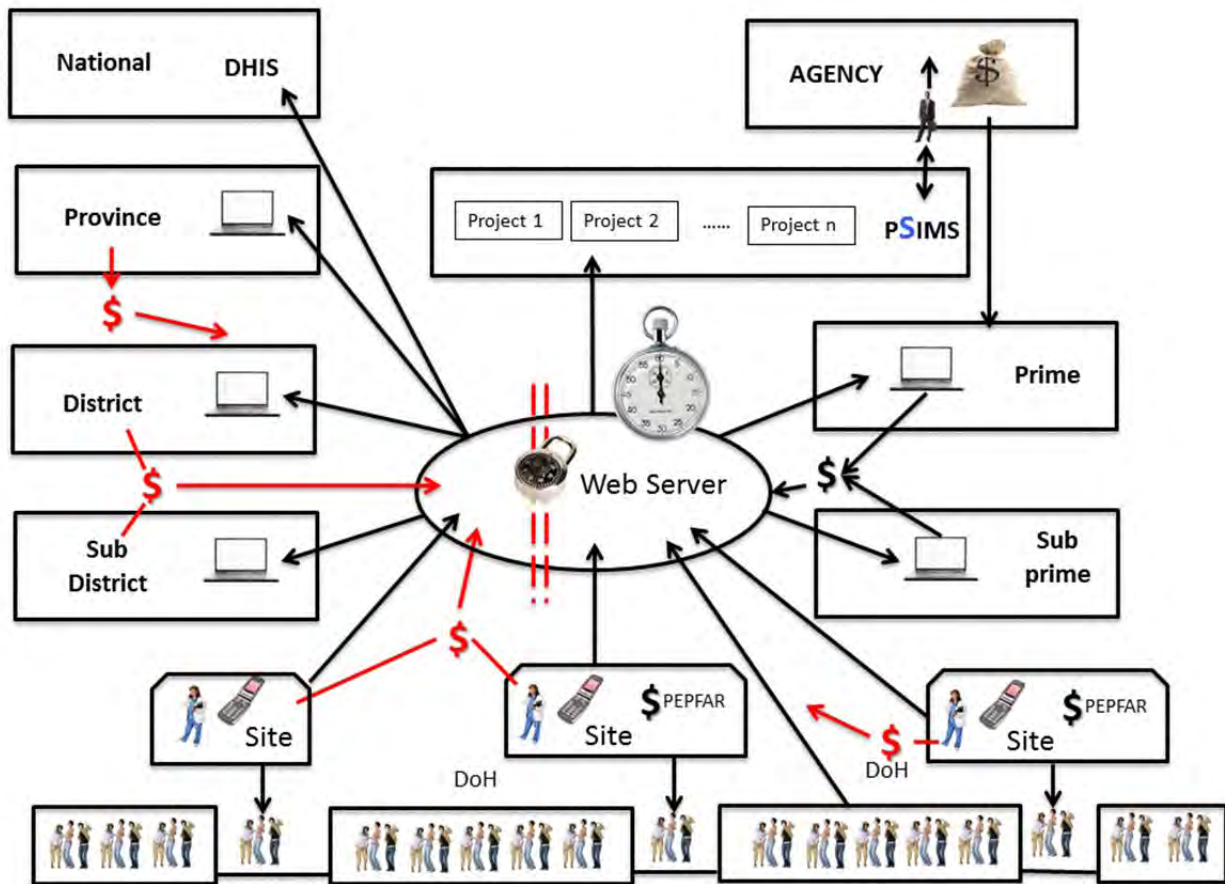 National DHIS
AGENCY
$
Province
Project 1 Project 2 ...... Project n PSIMS
$
District
Prime
$
Web Server
$
Sub
District
Sub
prime
$
Site
$ PEPFAR
Site
$
$ PEPFAR
Site
DoH
DoH